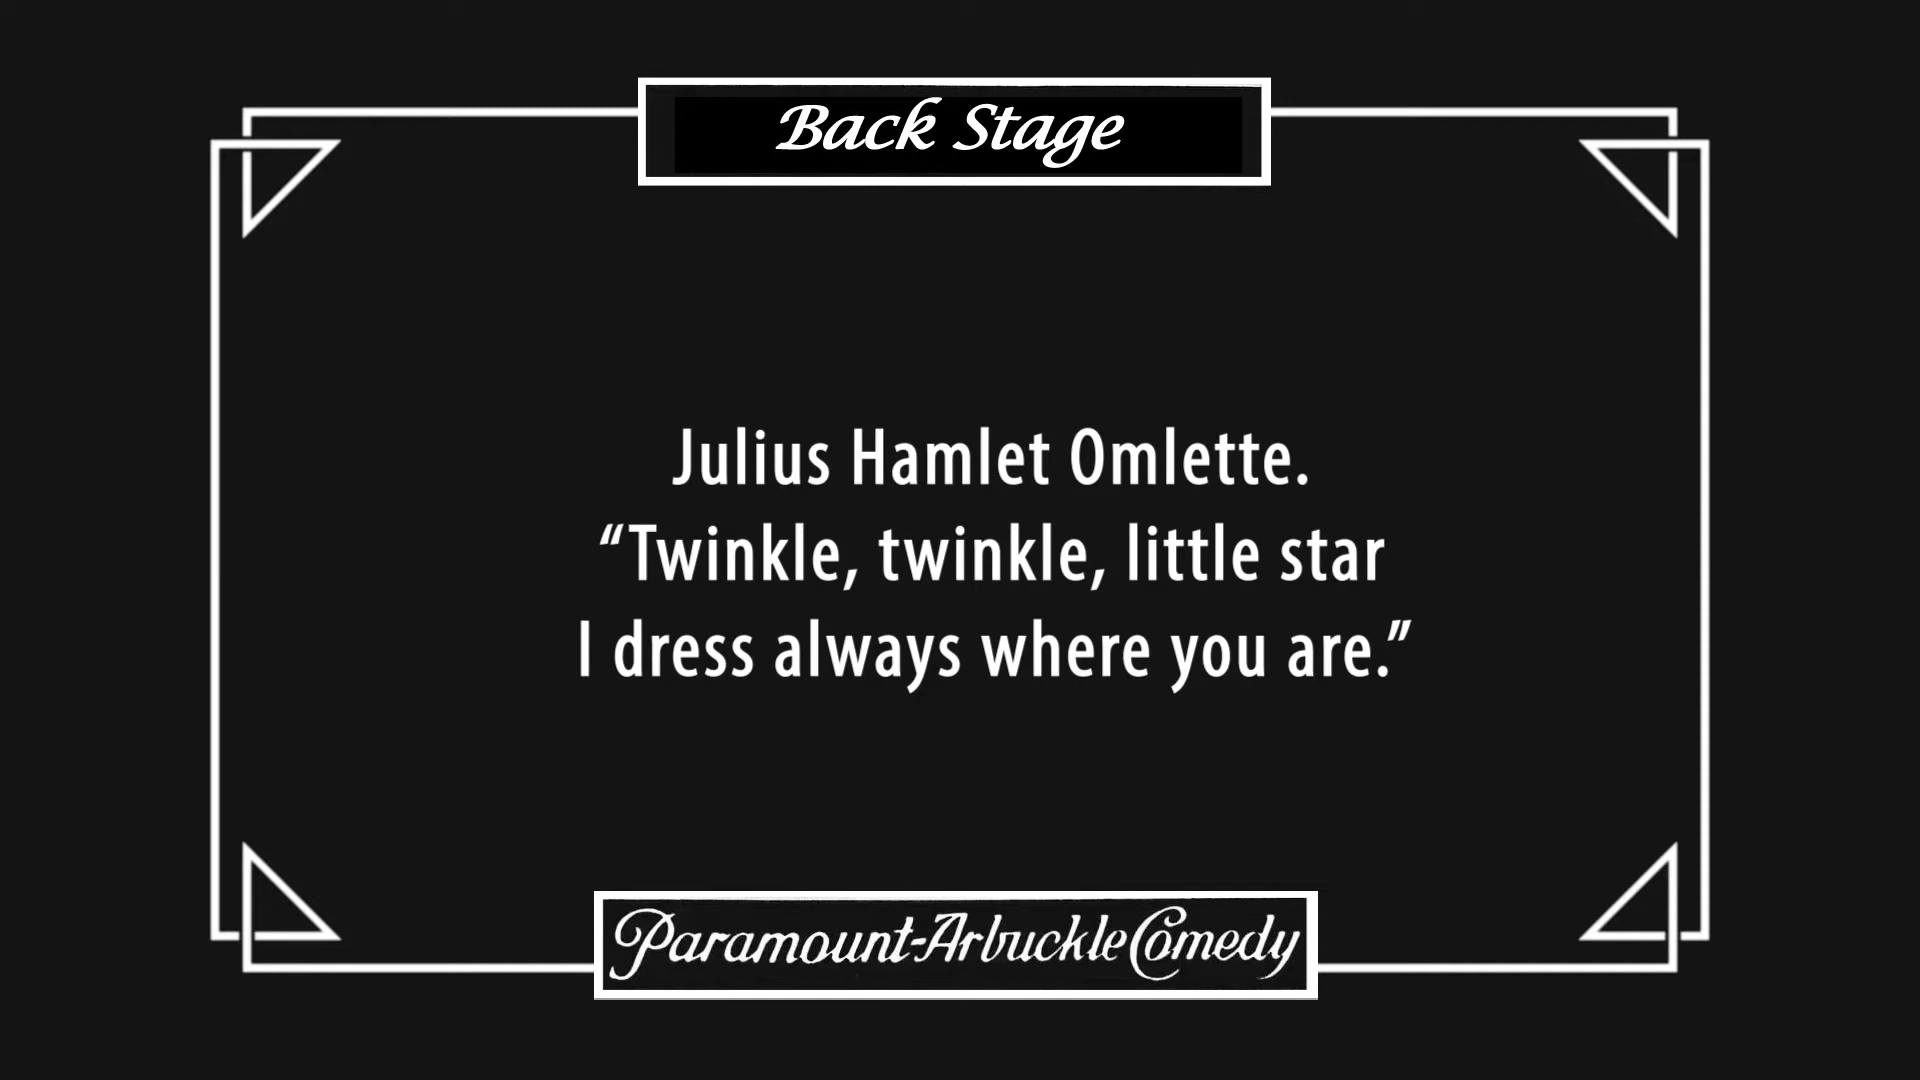 Back Stage
Julius Hamlet Omlette.
“Twinkle, twinkle, little star
I dress always where you are.”
Paramount-Arbuckle Comedy